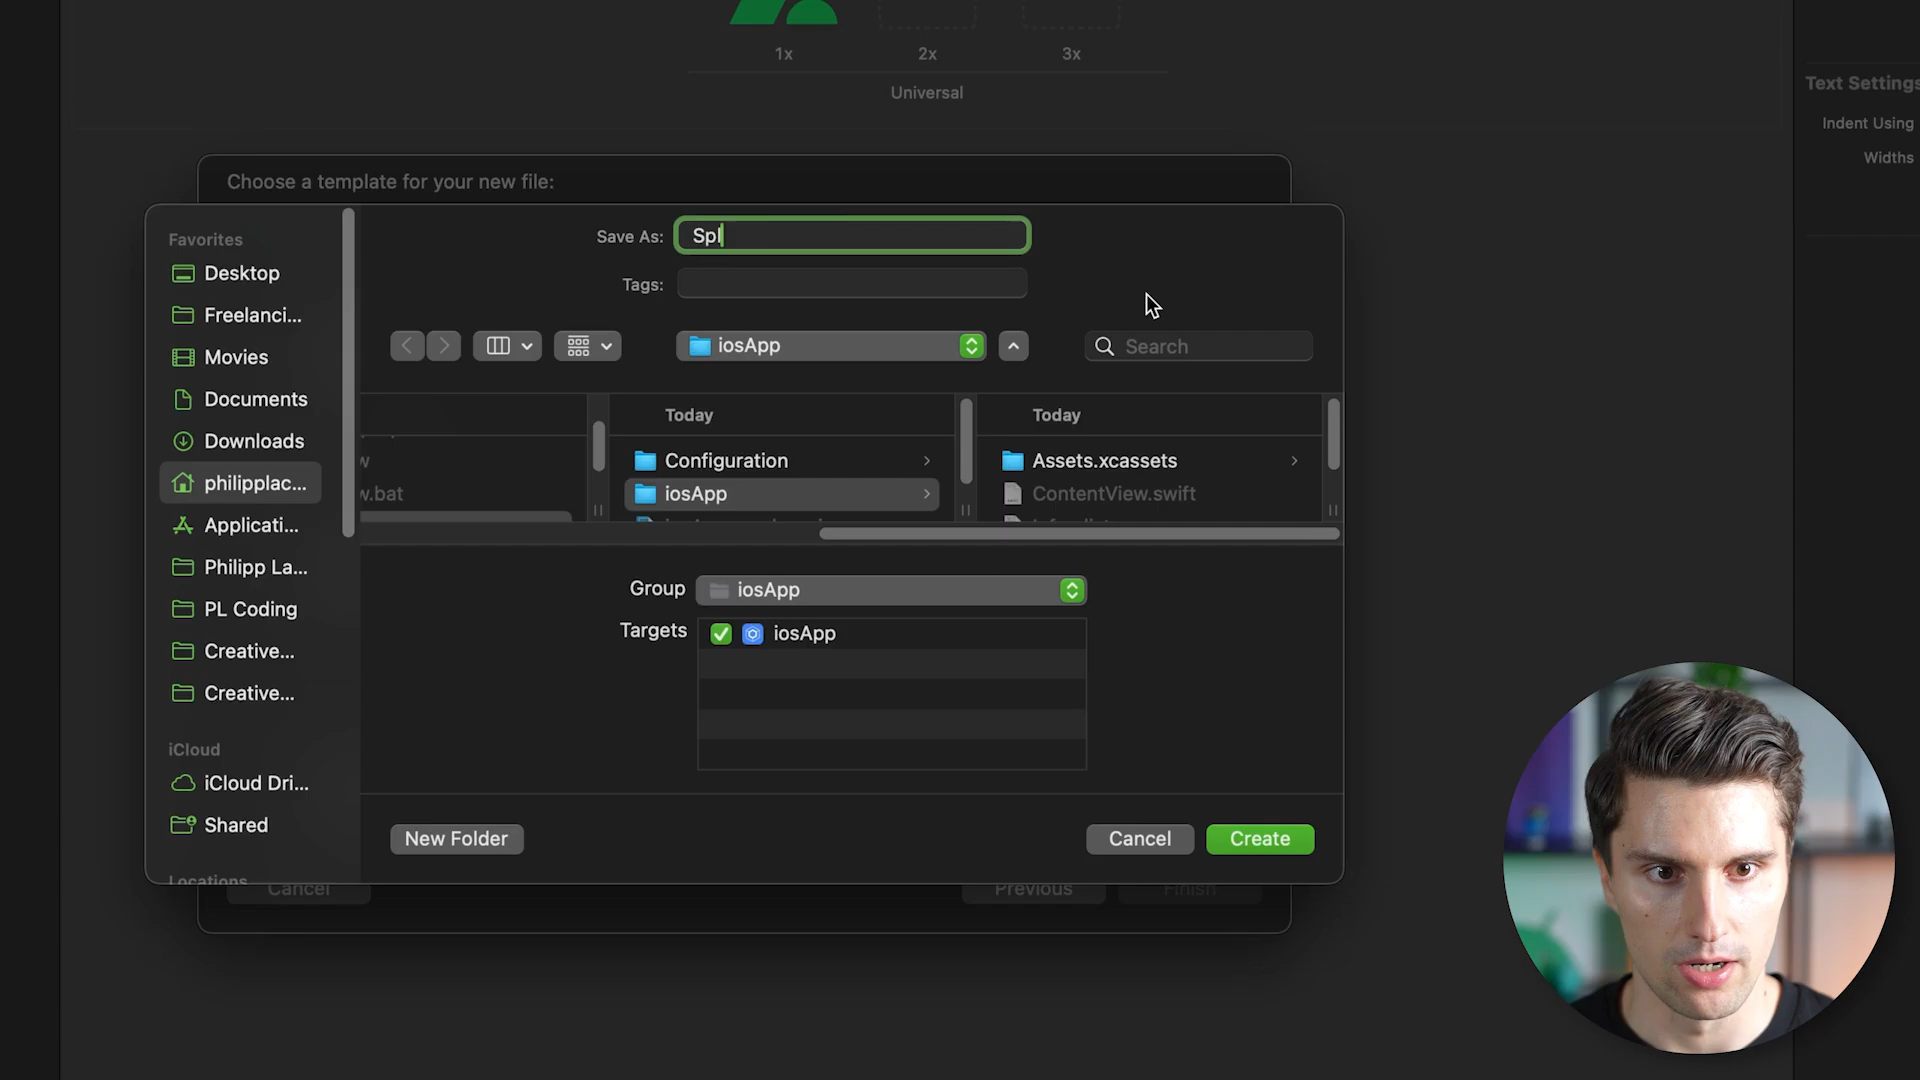 1x
2x
3x
Universal
Text Settings
Indent Using
Widths
Choose a template for your new file:
Favorites
Desktop
Freelanci...
Movies
Documents
Downloads
philipplac...
Applicati...
Philipp La...
PL Coding
Creative...
Creative...
iCloud
iCloud Dri...
Shared
Locations
Save As:
Spl
Tags:
iosApp
Search
w
w.bat
Today
Configuration
iosApp
Today
Assets.xcassets
ContentView.swift
Group
iosApp
Targets
iosApp
New Folder
Cancel
Create
Cancel
Previous
Finish